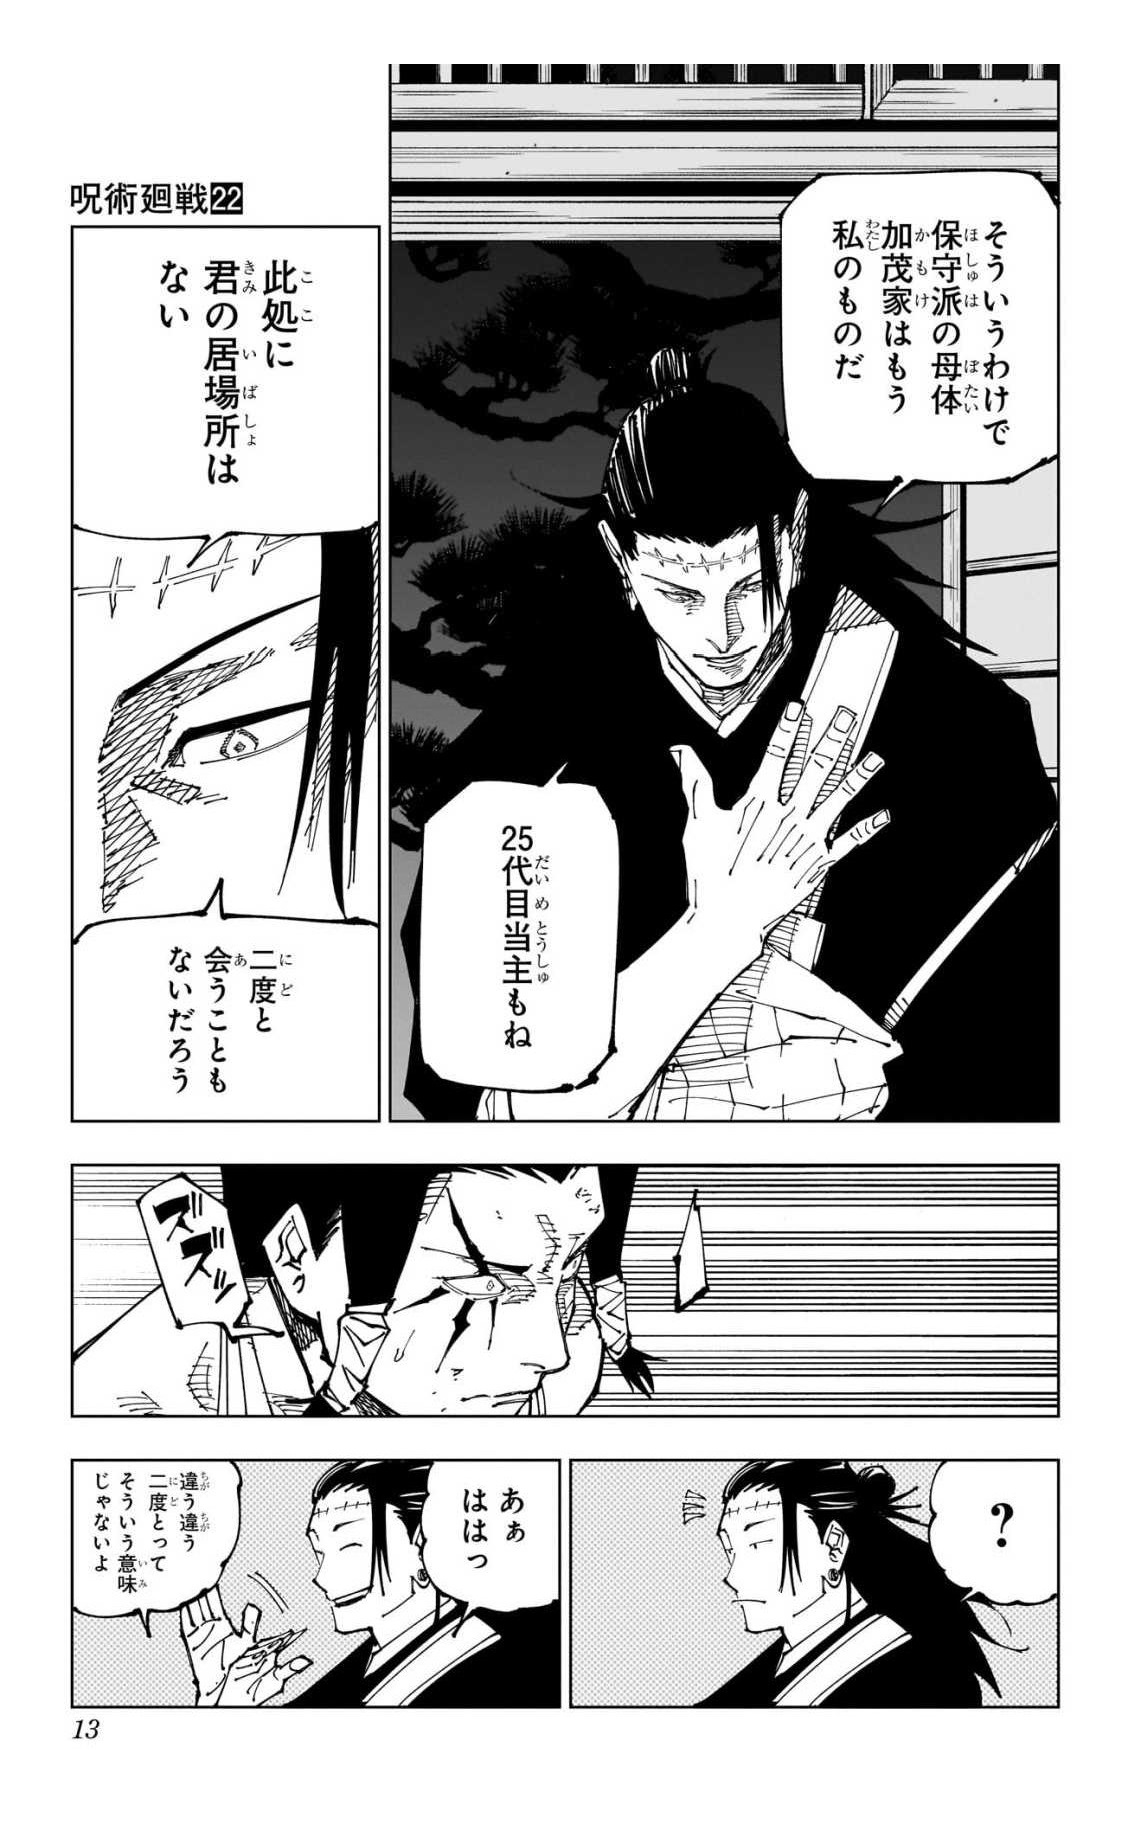 そういうわけで
保守派の母体
加茂家はもう
私のものだ
25代目当主もね
呪術廻戦22
此処に
君の居場所は
ない
二度と
会うことも
ないだろう
ズズズ
?
あぁ
ははっ
違う違う
二度とって
そういう意味
じゃないよ
13